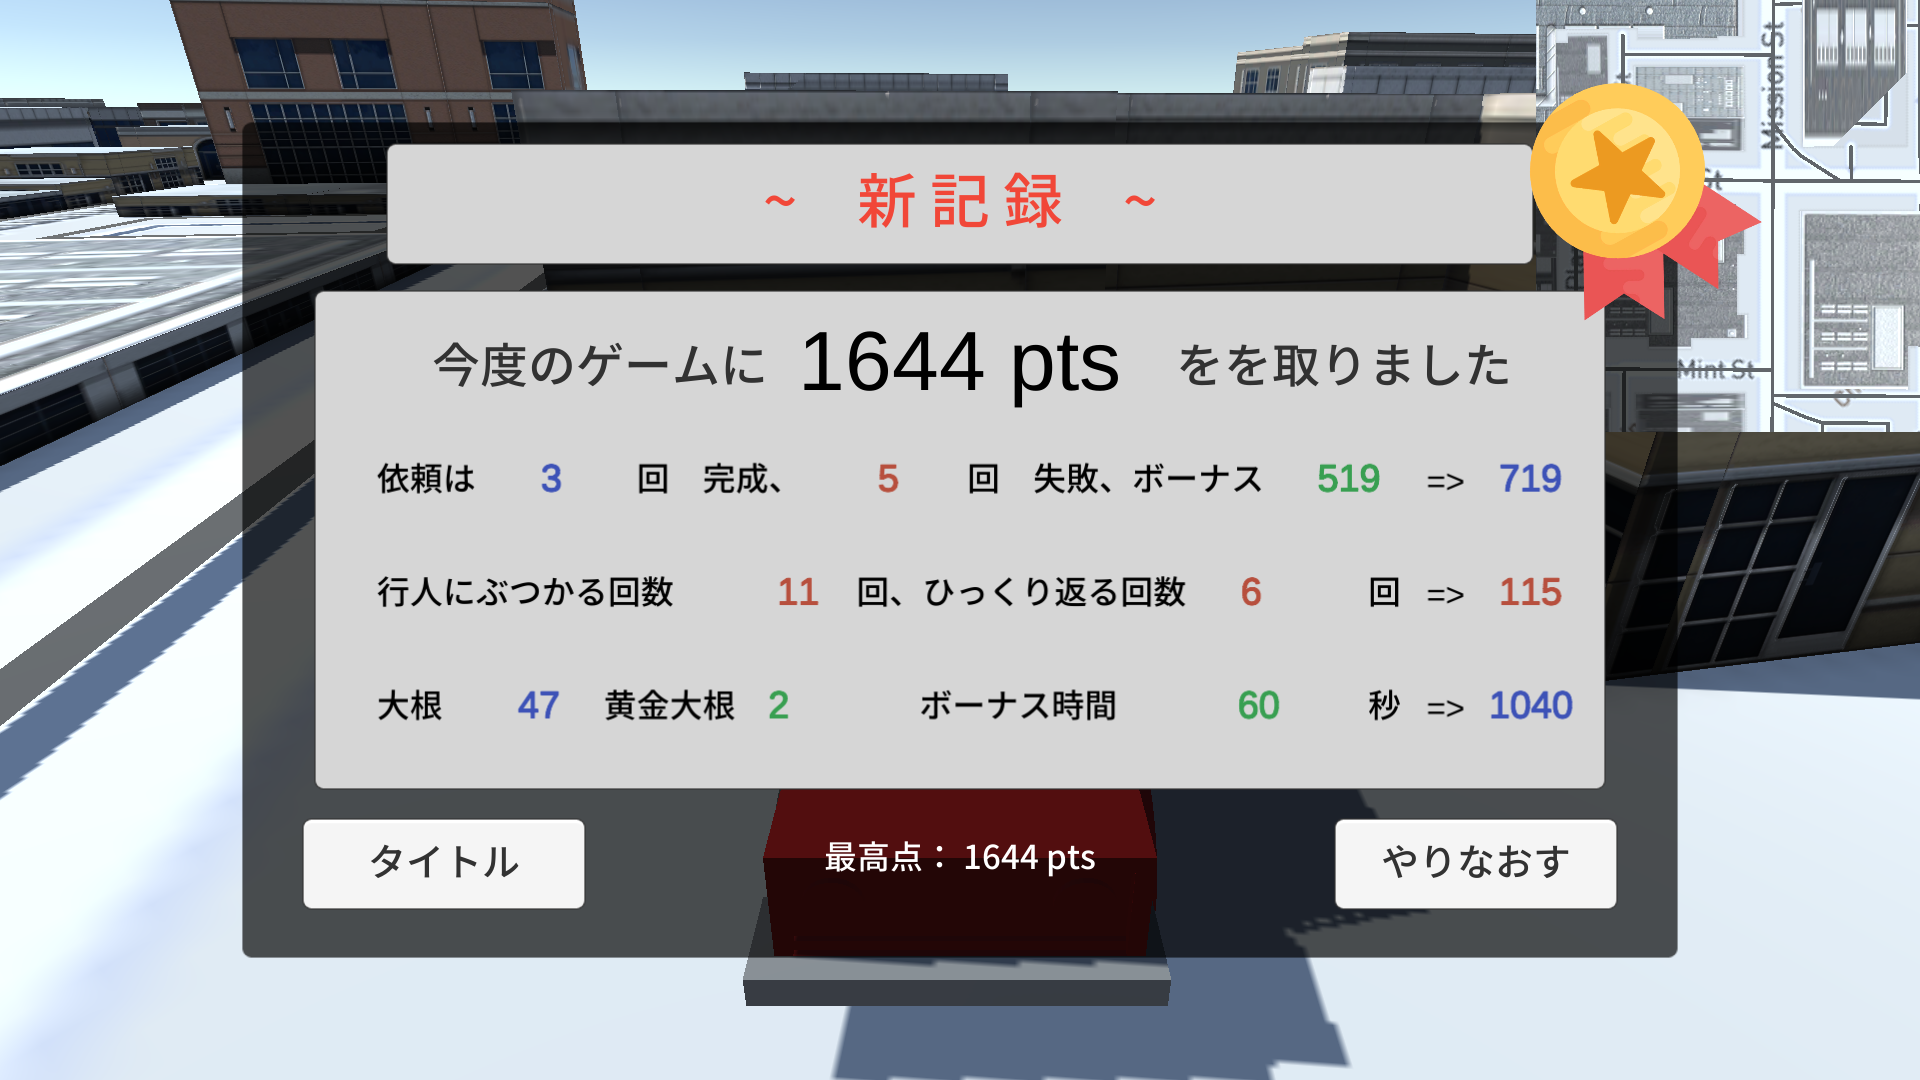 ~ 新記録 ~
今度のゲームに 1644 pts をを取りました
依頼は 3 回 完成、 5 回 失敗、ボーナス 519 => 719
行人にぶつかる回数 11 回、ひっくり返る回数 6 回 => 115
大根 47 黄金大根 2 ボーナス時間 60 秒 => 1040
タイトル
最高点： 1644 pts
やりなおす
Mission St
St
Mint St